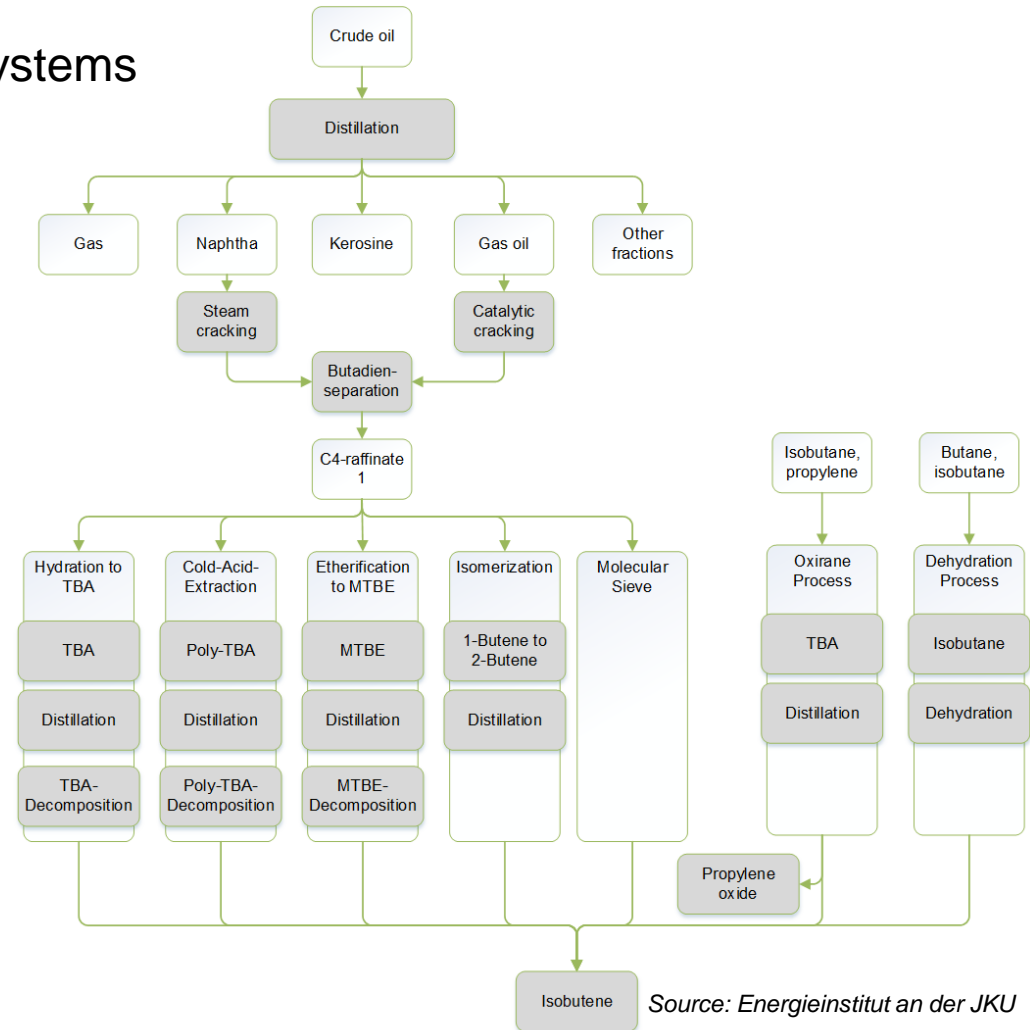 ystems
Crude oil
Distillation
Gas
Naphtha
Kerosine
Gas oil
Other
fractions
Steam
cracking
Catalytic
cracking
Butadien-
separation
C4-raffinate
1
Isobutane,
propylene
Butane,
isobutane
Hydration to
TBA
Cold-Acid-
Extraction
Etherification
to MTBE
Isomerization
Molecular
Sieve
Oxirane
Process
Dehydration
Process
TBA
Poly-TBA
MTBE
1-Butene to
2-Butene
TBA
Isobutane
Distillation
Distillation
Distillation
Distillation
Distillation
Dehydration
TBA-
Decomposition
Poly-TBA-
Decomposition
MTBE-
Decomposition
Propylene
oxide
Isobutene
Source: Energieinstitut an der JKU